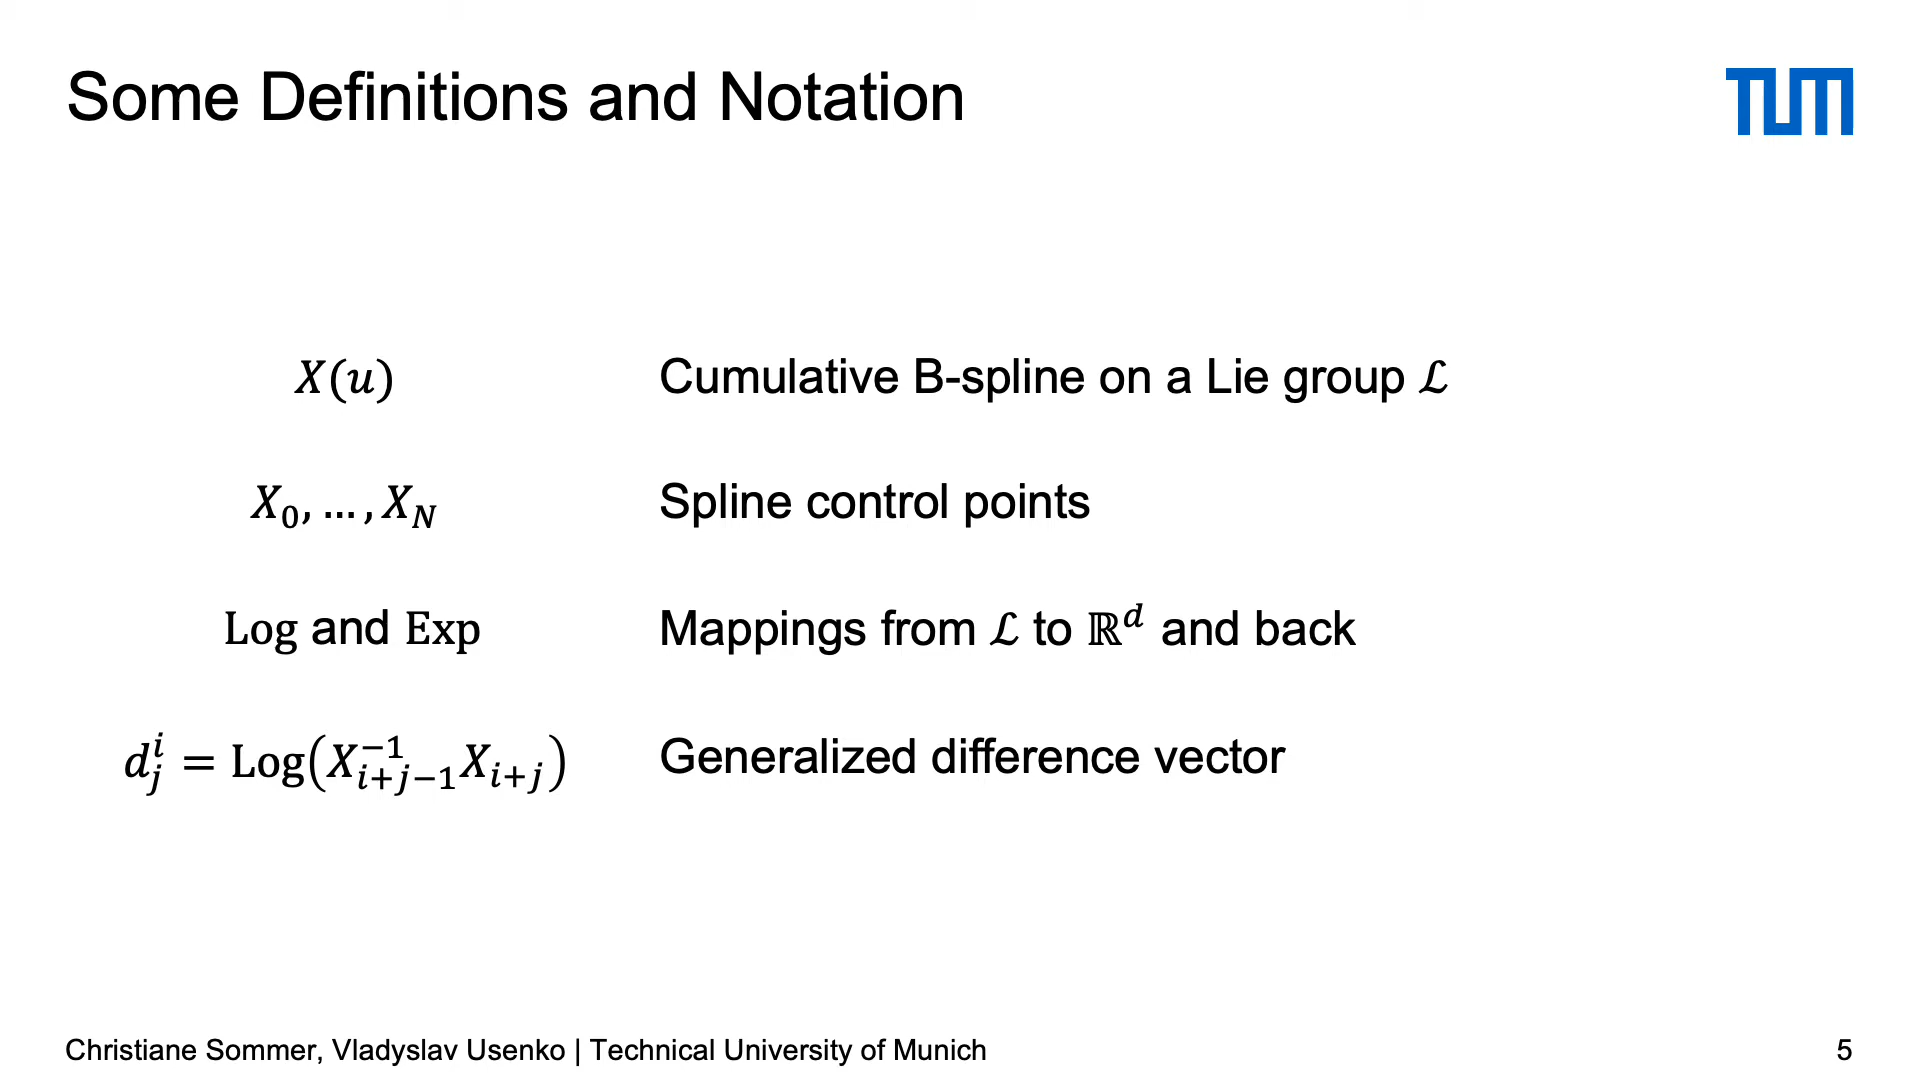 Some Definitions and Notation
TUM
X(u) Cumulative B-spline on a Lie group ℒ
X₀, … , X_N Spline control points
Log and Exp Mappings from ℒ to ℝᵈ and back
d_j^i = Log(X_{i+j−1}^{−1} X_{i+j}) Generalized difference vector
Christiane Sommer, Vladyslav Usenko | Technical University of Munich 5